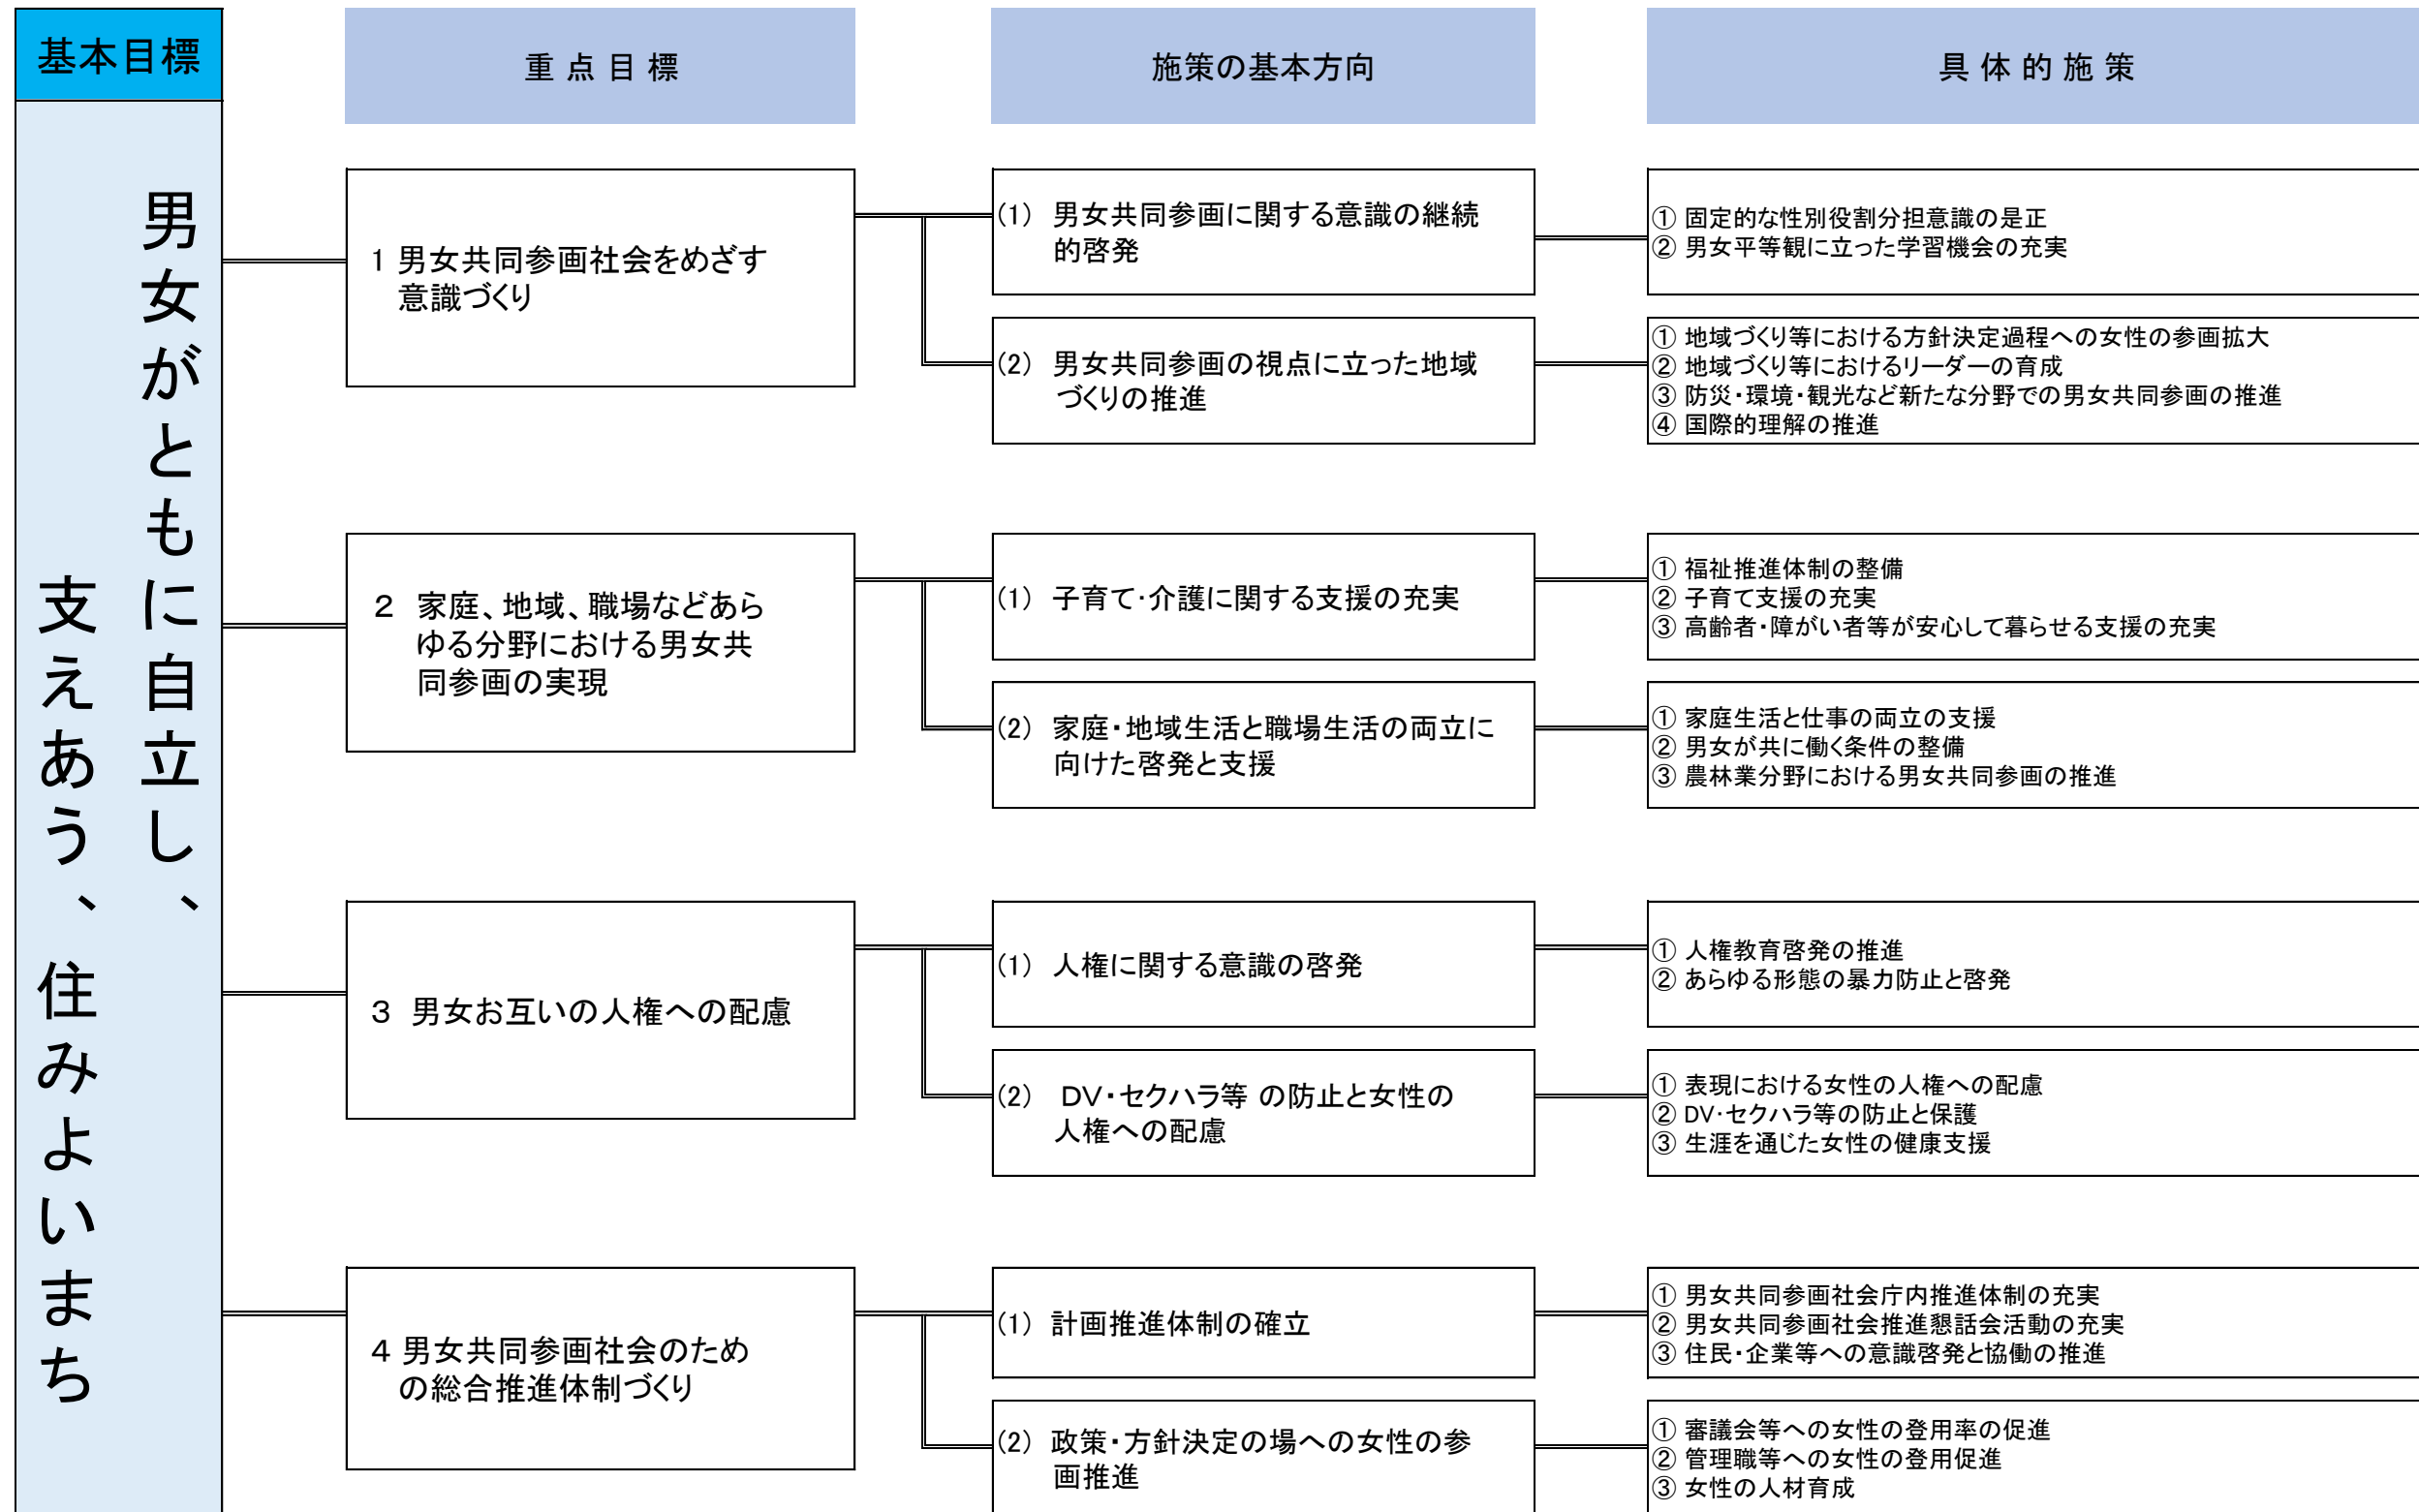 基本目標
重点目標
施策の基本方向
具体的施策
男女がともに自立し、
支えあう、住みよいまち
1 男女共同参画社会をめざす
意識づくり
(1) 男女共同参画に関する意識の継続
的啓発
① 固定的な性別役割分担意識の是正
② 男女平等観に立った学習機会の充実
(2) 男女共同参画の視点に立った地域
づくりの推進
① 地域づくり等における方針決定過程への女性の参画拡大
② 地域づくり等におけるリーダーの育成
③ 防災・環境・観光など新たな分野での男女共同参画の推進
④ 国際的理解の推進
2 家庭、地域、職場などあら
ゆる分野における男女共
同参画の実現
(1) 子育て・介護に関する支援の充実
① 福祉推進体制の整備
② 子育て支援の充実
③ 高齢者・障がい者等が安心して暮らせる支援の充実
(2) 家庭・地域生活と職場生活の両立に
向けた啓発と支援
① 家庭生活と仕事の両立の支援
② 男女が共に働く条件の整備
③ 農林業分野における男女共同参画の推進
3 男女お互いの人権への配慮
(1) 人権に関する意識の啓発
① 人権教育啓発の推進
② あらゆる形態の暴力防止と啓発
(2) DV・セクハラ等 の防止と女性の
人権への配慮
① 表現における女性の人権への配慮
② DV・セクハラ等の防止と保護
③ 生涯を通じた女性の健康支援
4 男女共同参画社会のため
の総合推進体制づくり
(1) 計画推進体制の確立
① 男女共同参画社会庁内推進体制の充実
② 男女共同参画社会推進懇話会活動の充実
③ 住民・企業等への意識啓発と協働の推進
(2) 政策・方針決定の場への女性の参
画推進
① 審議会等への女性の登用率の促進
② 管理職等への女性の登用促進
③ 女性の人材育成